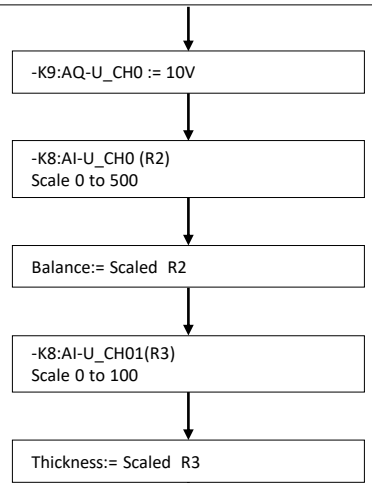 -K9:AQ-U_CH0 := 10V
-K8:AI-U_CH0 (R2)
Scale 0 to 500
Balance:= Scaled  R2
-K8:AI-U_CH01(R3)
Scale 0 to 100
Thickness:= Scaled  R3